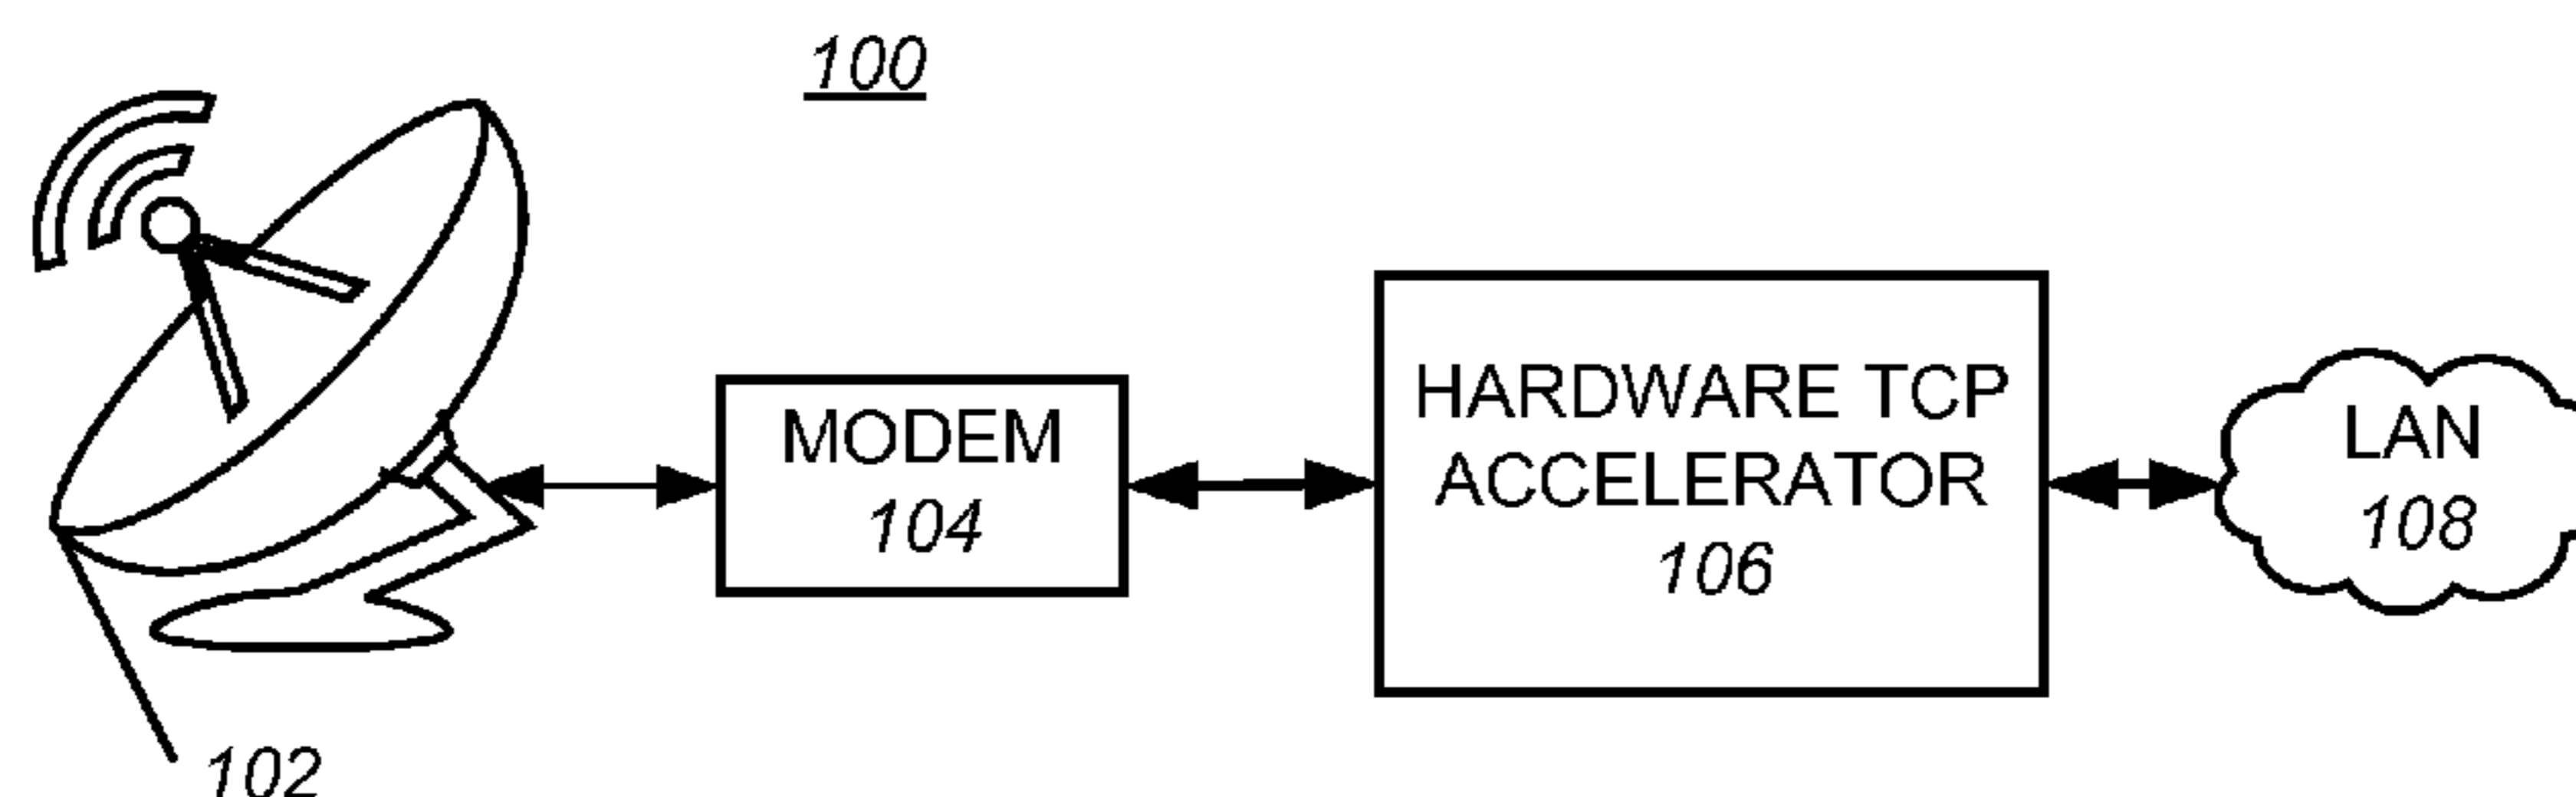 100
MODEM
104
HARDWARE TCP
ACCELERATOR
106
LAN
108
102